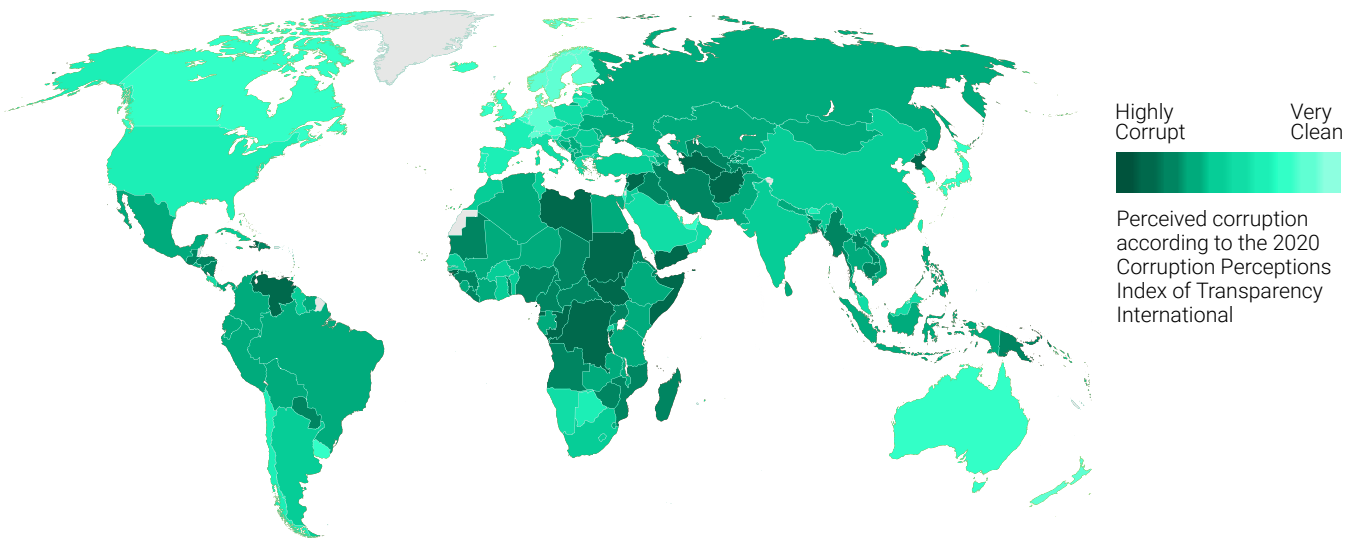 Highly
Corrupt
Very
Clean
Perceived corruption
according to the 2020
Corruption Perceptions
Index of Transparency
International